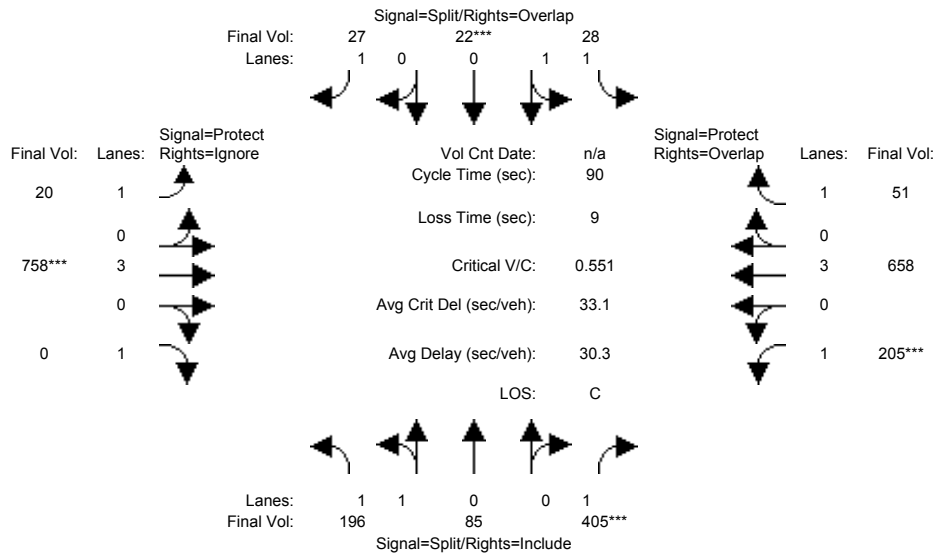 Signal=Split/Rights=Overlap
Final Vol: 27 22*** 28
Lanes: 1 0 0 1 1
Signal=Protect Signal=Protect
Final Vol: Lanes: Rights=Ignore Vol Cnt Date: n/a Rights=Overlap Lanes: Final Vol:
Cycle Time (sec): 90
20 1 1 51
Loss Time (sec): 9
0 0
758*** 3 Critical V/C: 0.551 3 658
0 Avg Crit Del (sec/veh): 33.1 0
0 1 Avg Delay (sec/veh): 30.3 1 205***
LOS: C
Lanes: 1 1 0 0 1
Final Vol: 196 85 405***
Signal=Split/Rights=Include